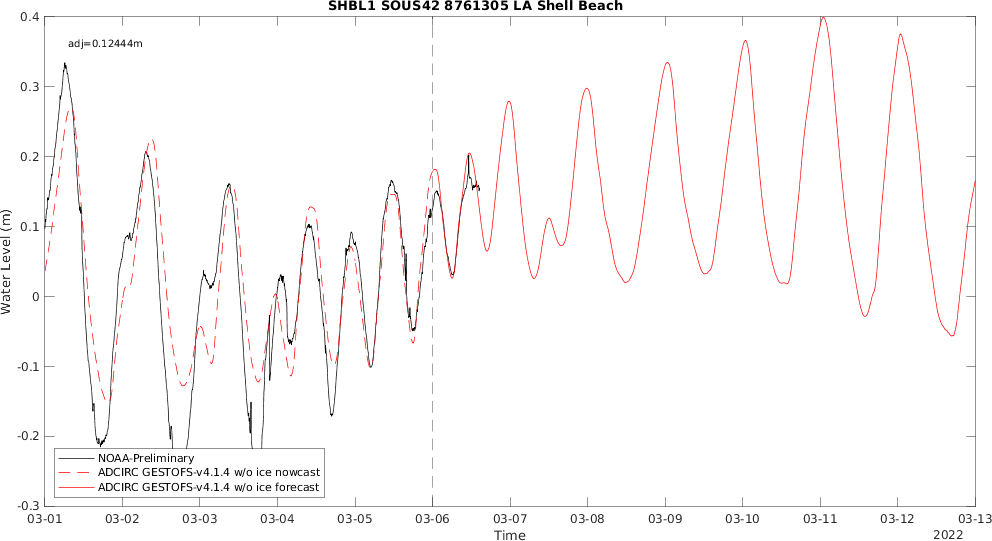 SHBL1 SOUS42 8761305 LA Shell Beach
adj=0.12444m
0.4
0.3
0.2
0.1
0
-0.1
-0.2
-0.3
Water Level (m)
NOAA-Preliminary
ADCIRC GESTOFS-v4.1.4 w/o ice nowcast
ADCIRC GESTOFS-v4.1.4 w/o ice forecast
03-01 03-02 03-03 03-04 03-05 03-06 03-07 03-08 03-09 03-10 03-11 03-12 03-13
Time
2022